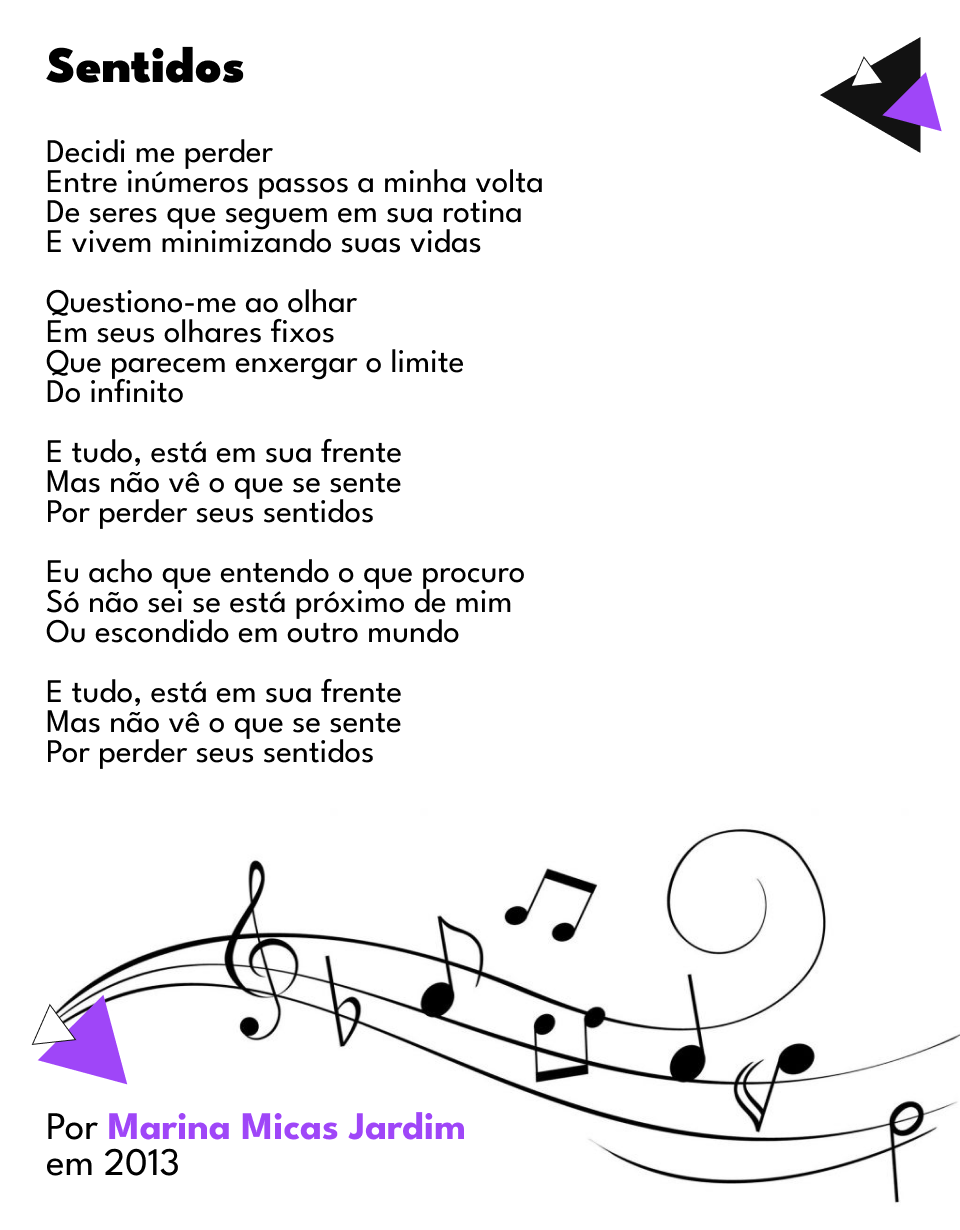 Sentidos
Decidi me perder
Entre inúmeros passos a minha volta
De seres que seguem em sua rotina
E vivem minimizando suas vidas
Questiono-me ao olhar
Em seus olhares fixos
Que parecem enxergar o limite
Do infinito
E tudo, está em sua frente
Mas não vê o que se sente
Por perder seus sentidos
Eu acho que entendo o que procuro
Só não sei se está próximo de mim
Ou escondido em outro mundo
E tudo, está em sua frente
Mas não vê o que se sente
Por perder seus sentidos
Por Marina Micas Jardim
em 2013